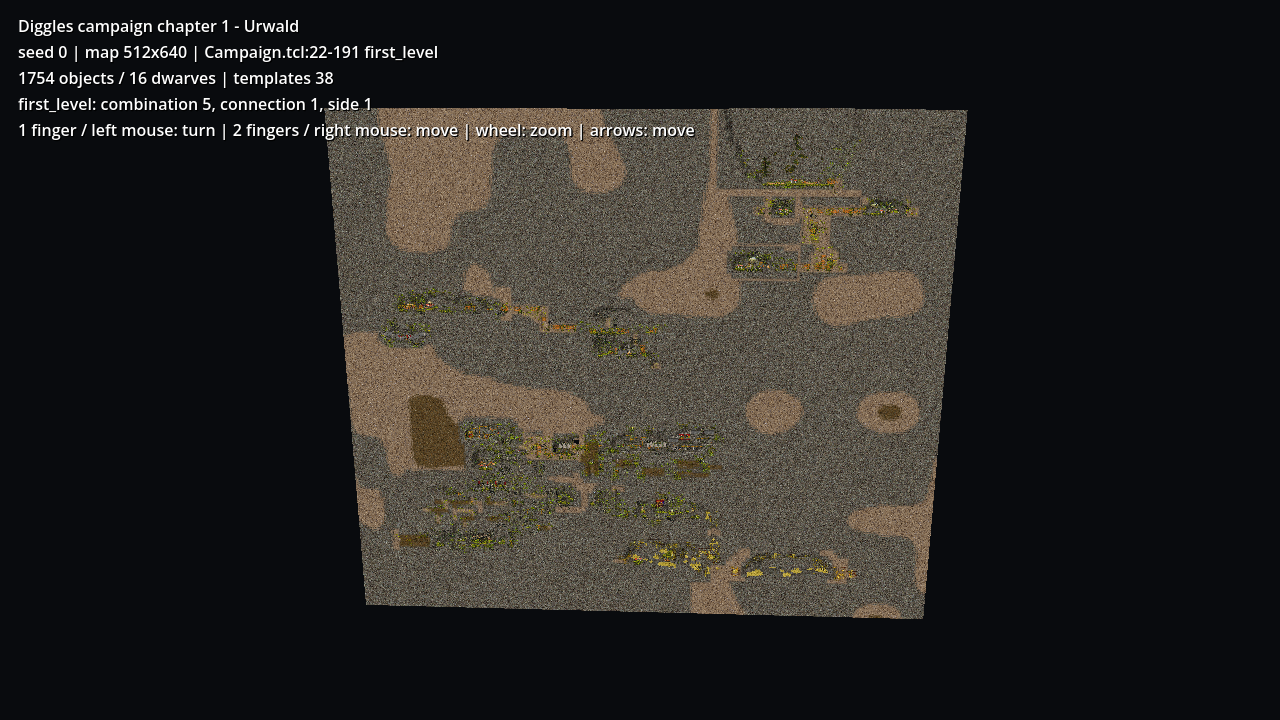 Diggles campaign chapter 1 - Urwald
seed 0 | map 512x640 | Campaign.tcl:22-191 first_level
1754 objects / 16 dwarves | templates 38
first_level: combination 5, connection 1, side 1
1 finger / left mouse: turn | 2 fingers / right mouse: move | wheel: zoom | arrows: move